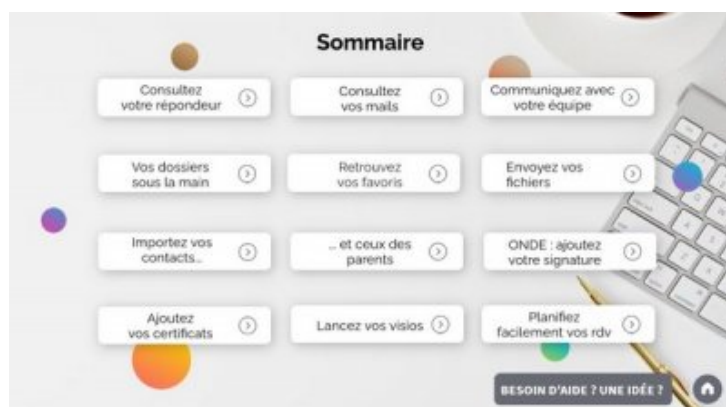 Sommaire
Consultez
votre répondeur
Consultez
vos mails
Communiquez avec
votre équipe
Vos dossiers
sous la main
Retrouvez
vos favoris
Envoyez vos
fichiers
Importez vos
contacts...
... et ceux des
parents
ONDE : ajoutez
votre signature
Ajoutez
vos certificats
Lancez vos visios
Planifiez
facilement vos rdv
BESOIN D'AIDE ? UNE IDÉE ?